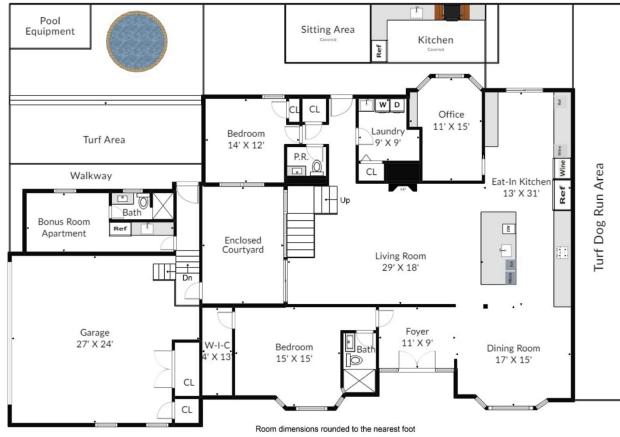 Pool
Equipment
Sitting Area
Covered
Ref
Kitchen
Covered
Turf Area
Bedroom
14' X 12'
CL
CL
P.R.
W D
Laundry
9' X 9'
CL
Office
11' X 15'
Eat-In Kitchen
13' X 31'
Wine
Ref
Turf Dog Run Area
Walkway
Bonus Room
Apartment
Bath
Ref
Enclosed
Courtyard
Up
Living Room
29' X 18'
DW
Dn
Garage
27' X 24'
CL
CL
W-I-C
4' X 13'
Bedroom
15' X 15'
Bath
Foyer
11' X 9'
Dining Room
17' X 15'
Room dimensions rounded to the nearest foot